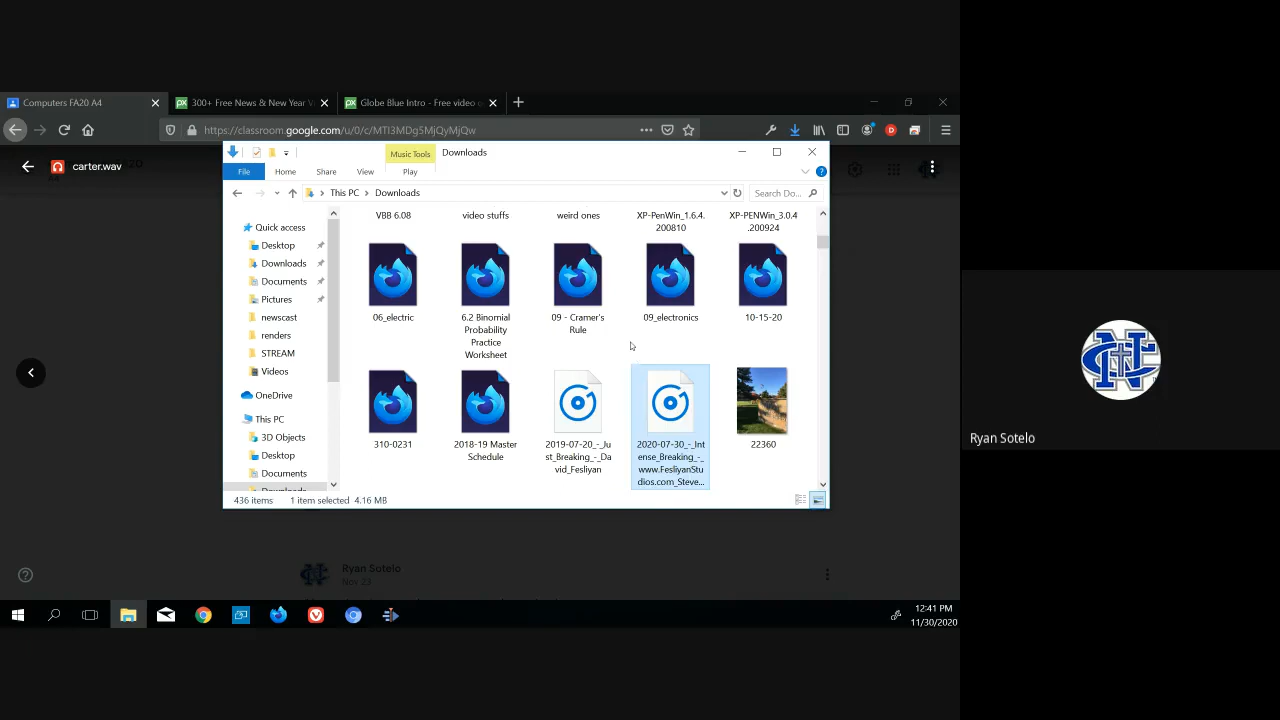 Computers FA20 A4
300+ Free News & New Year V
Globe Blue Intro - Free video o
https://classroom.google.com/u/0/c/MTI3MDg5MjQyMjQw
carter.wav
Music Tools
Downloads
File
Home
Share
View
Play
This PC
Downloads
Search Do...
Quick access
Desktop
Downloads
Documents
Pictures
newscast
renders
STREAM
Videos
OneDrive
This PC
3D Objects
Desktop
Documents
Downloads
VBB 6.08
video stuffs
weird ones
XP-PenWin_1.6.4.
200810
XP-PENWin_3.0.4
.200924
06_electric
6.2 Binomial
Probability
Practice
Worksheet
09 - Cramer's
Rule
09_electronics
10-15-20
310-0231
2018-19 Master
Schedule
2019-07-20_-_Ju
st_Breaking_-_Da
vid_Fesliyan
2020-07-30_-_Int
ense_Breaking_-_
www.FesliyanStu
dios.com_Steve...
22360
436 items
1 item selected 4.16 MB
Ryan Sotelo
Nov 23
12:41 PM
11/30/2020
Ryan Sotelo